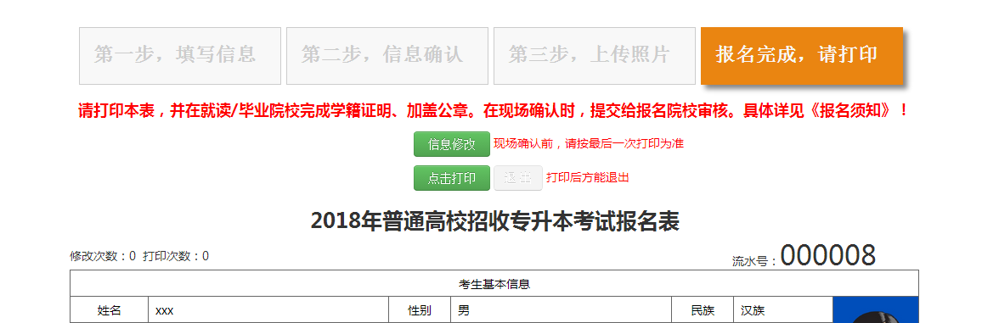 第一步，填写信息 第二步，信息确认 第三步，上传照片 报名完成，请打印
请打印本表，并在就读/毕业院校完成学籍证明、加盖公章。在现场确认时，提交给报名院校审核。具体详见《报名须知》！
信息修改 现场确认前，请按最后一次打印为准
点击打印 退 出 打印后方能退出
2018年普通高校招收专升本考试报名表
修改次数：0 打印次数：0 流水号：000008
考生基本信息
姓名 xxx 性别 男 民族 汉族